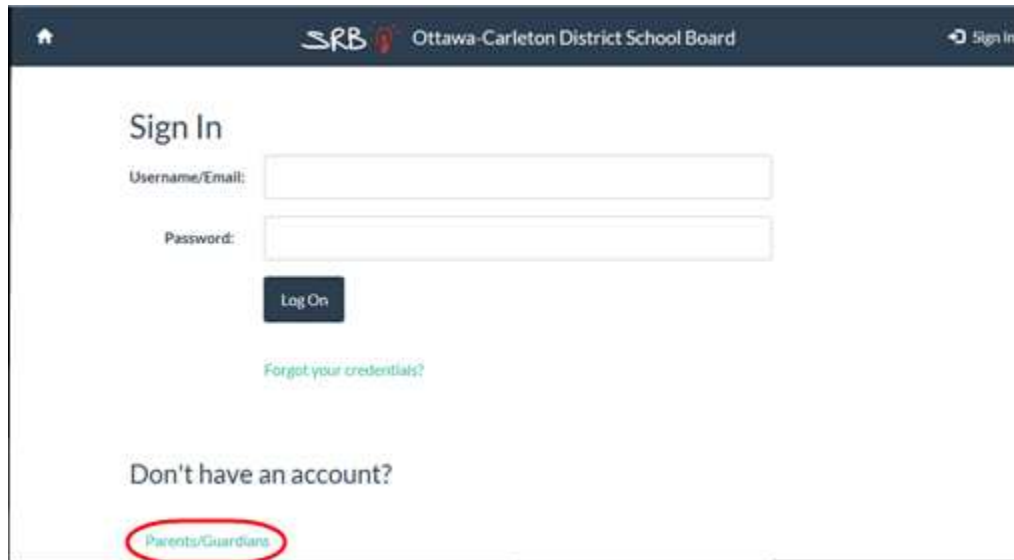 SRB Ottawa-Carleton District School Board Sign In
Sign In
Username/Email:
Password:
Log On
Forgot your credentials?
Don't have an account?
Parents/Guardians